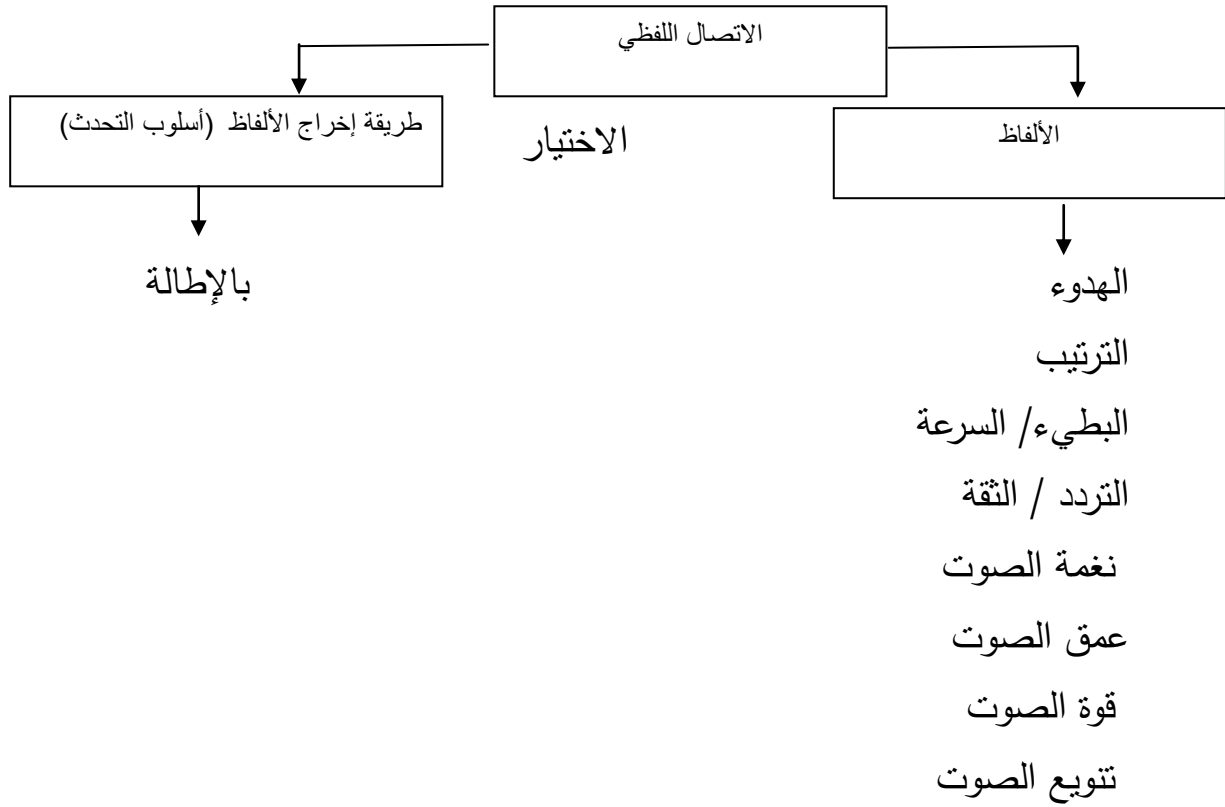 الاتصال اللفظي
الألفاظ
طريقة إخراج الألفاظ (أسلوب التحدث)
الاختيار
الهدوء
بالإطالة
الترتيب
البطيء/ السرعة
التردد / الثقة
نغمة الصوت
عمق الصوت
قوة الصوت
تنويع الصوت